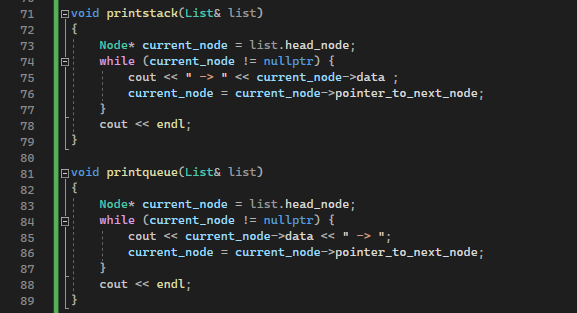 71 void printstack(List& list)
72 {
73 Node* current_node = list.head_node;
74 while (current_node != nullptr) {
75 cout << " -> " << current_node->data ;
76 current_node = current_node->pointer_to_next_node;
77 }
78 cout << endl;
79 }
80
81 void printqueue(List& list)
82 {
83 Node* current_node = list.head_node;
84 while (current_node != nullptr) {
85 cout << current_node->data << " -> ";
86 current_node = current_node->pointer_to_next_node;
87 }
88 cout << endl;
89 }